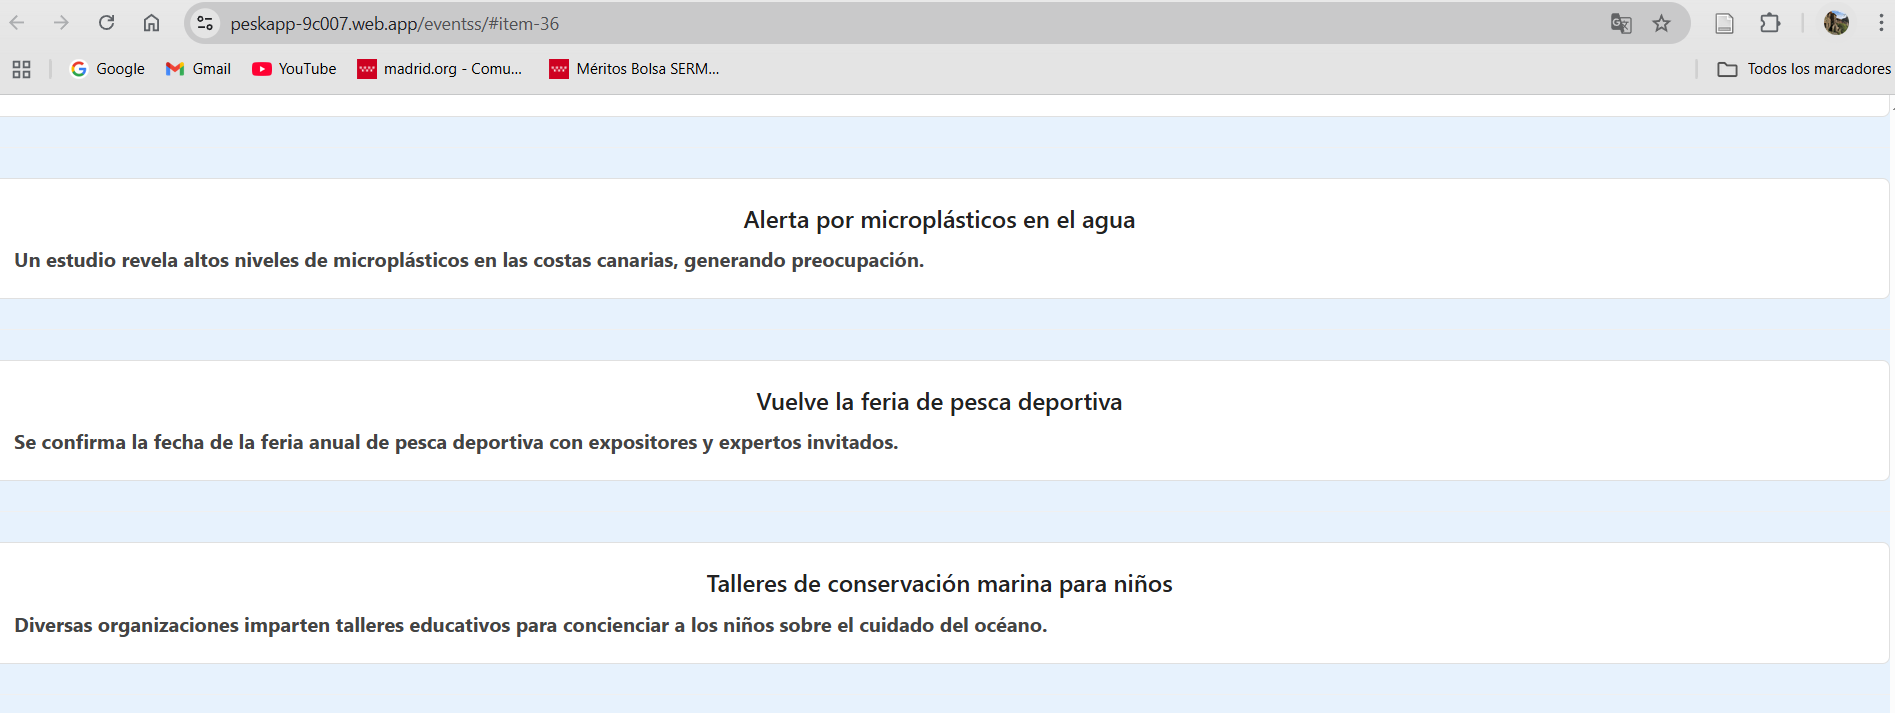 peskapp-9c007.web.app/eventss/#item-36
Google Gmail YouTube madrid.org - Comu... Méritos Bolsa SERM... Todos los marcadores
Alerta por microplásticos en el agua
Un estudio revela altos niveles de microplásticos en las costas canarias, generando preocupación.
Vuelve la feria de pesca deportiva
Se confirma la fecha de la feria anual de pesca deportiva con expositores y expertos invitados.
Talleres de conservación marina para niños
Diversas organizaciones imparten talleres educativos para concienciar a los niños sobre el cuidado del océano.